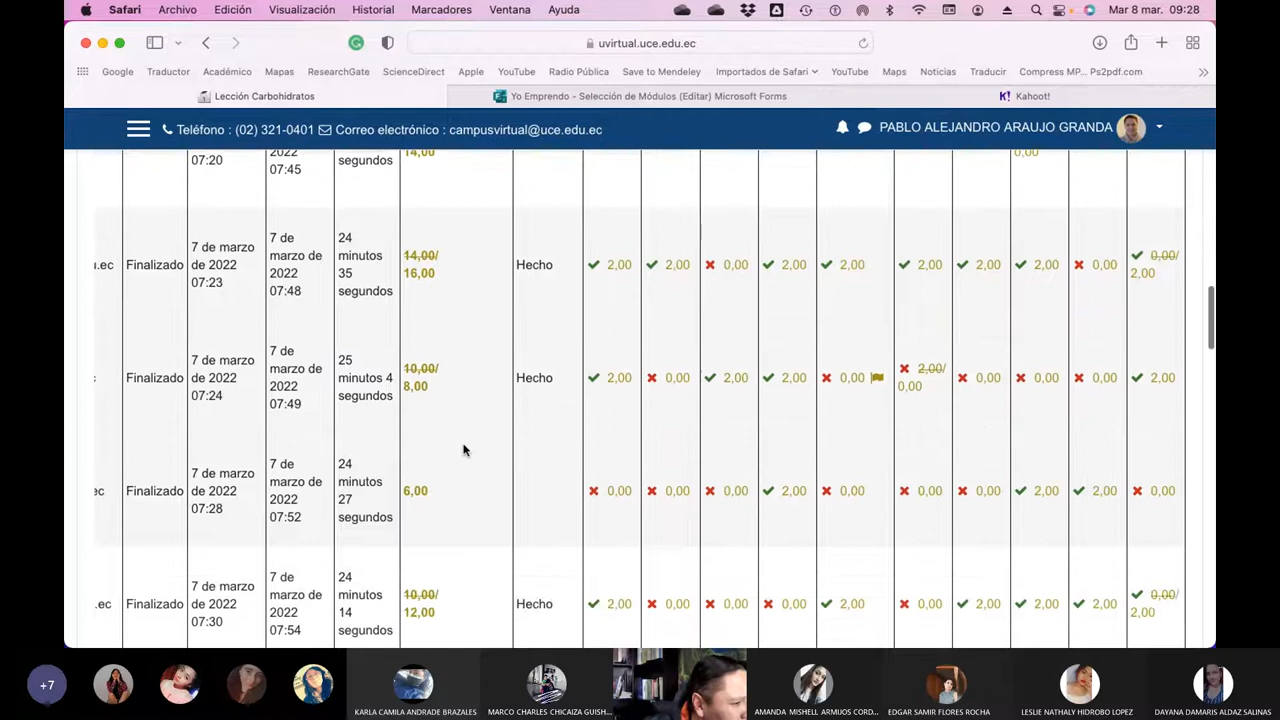 Safari Archivo Edición Visualización Historial Marcadores Ventana Ayuda Mar 8 mar. 09:28
uvirtual.uce.edu.ec
Google Traductor Académico Mapas ResearchGate ScienceDirect Apple YouTube Radio Pública Save to Mendeley Importados de Safari YouTube Maps Noticias Traducir Compress MP... Ps2pdf.com
Lección Carbohidratos Yo Emprendo - Selección de Módulos (Editar) Microsoft Forms K! Kahoot!
Teléfono : (02) 321-0401 Correo electrónico : campusvirtual@uce.edu.ec PABLO ALEJANDRO ARAUJO GRANDA
07:20
2022
07:45
segundos
14,00
0,00
u.ec Finalizado
7 de marzo
de 2022
07:23
7 de
marzo de
2022
07:48
24
minutos
35
segundos
14,00/
16,00
Hecho 2,00 2,00 0,00 2,00 2,00 2,00 2,00 2,00 0,00 0,00/
2,00
Finalizado
7 de marzo
de 2022
07:24
7 de
marzo de
2022
07:49
25
minutos 4
segundos
10,00/
8,00
Hecho 2,00 0,00 2,00 2,00 0,00 2,00/
0,00
0,00 0,00 0,00 2,00
ec Finalizado
7 de marzo
de 2022
07:28
7 de
marzo de
2022
07:52
24
minutos
27
segundos
6,00
0,00 0,00 0,00 2,00 0,00 0,00 0,00 2,00 2,00 0,00
.ec Finalizado
7 de marzo
de 2022
07:30
7 de
marzo de
2022
07:54
24
minutos
14
segundos
10,00/
12,00
Hecho 2,00 0,00 0,00 0,00 2,00 0,00 2,00 2,00 2,00 0,00/
2,00
+7
KARLA CAMILA ANDRADE BRAZALES MARCO CHARLES CHICAIZA GUISH... AMANDA MISHELL ARMIJOS CORD... EDGAR SAMIR FLORES ROCHA LESLIE NATHALY HIDROBO LOPEZ DAYANA DAMARIS ALDAZ SALINAS